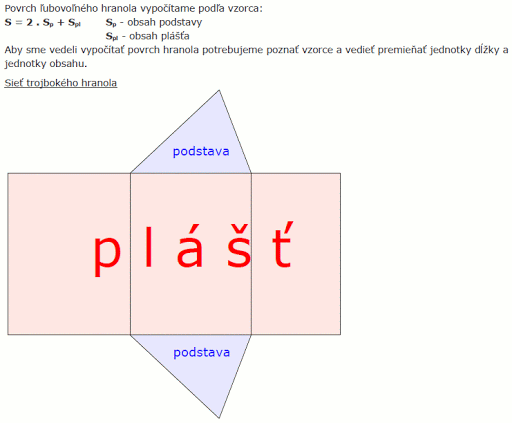 Povrch ľubovoľného hranola vypočítame podľa vzorca:
S = 2 . Sp + Spl Sp - obsah podstavy
Spl - obsah plášťa
Aby sme vedeli vypočítať povrch hranola potrebujeme poznať vzorce a vedieť premieňať jednotky dĺžky a
jednotky obsahu.
Sieť trojbokého hranola
podstava
plášť
podstava